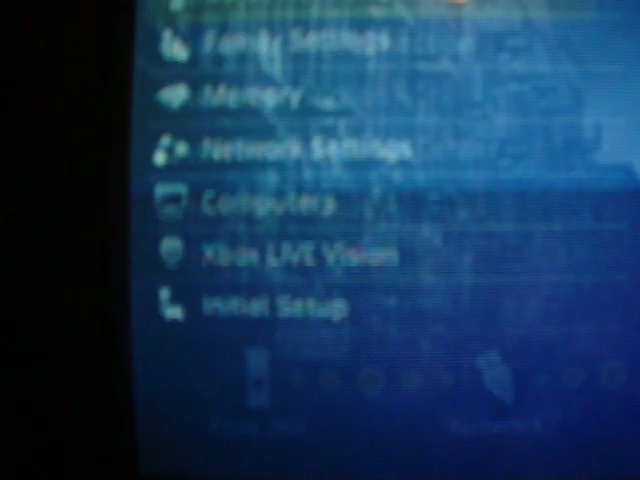 Family Settings
Memory
Network Settings
Computers
Xbox LIVE Vision
Initial Setup